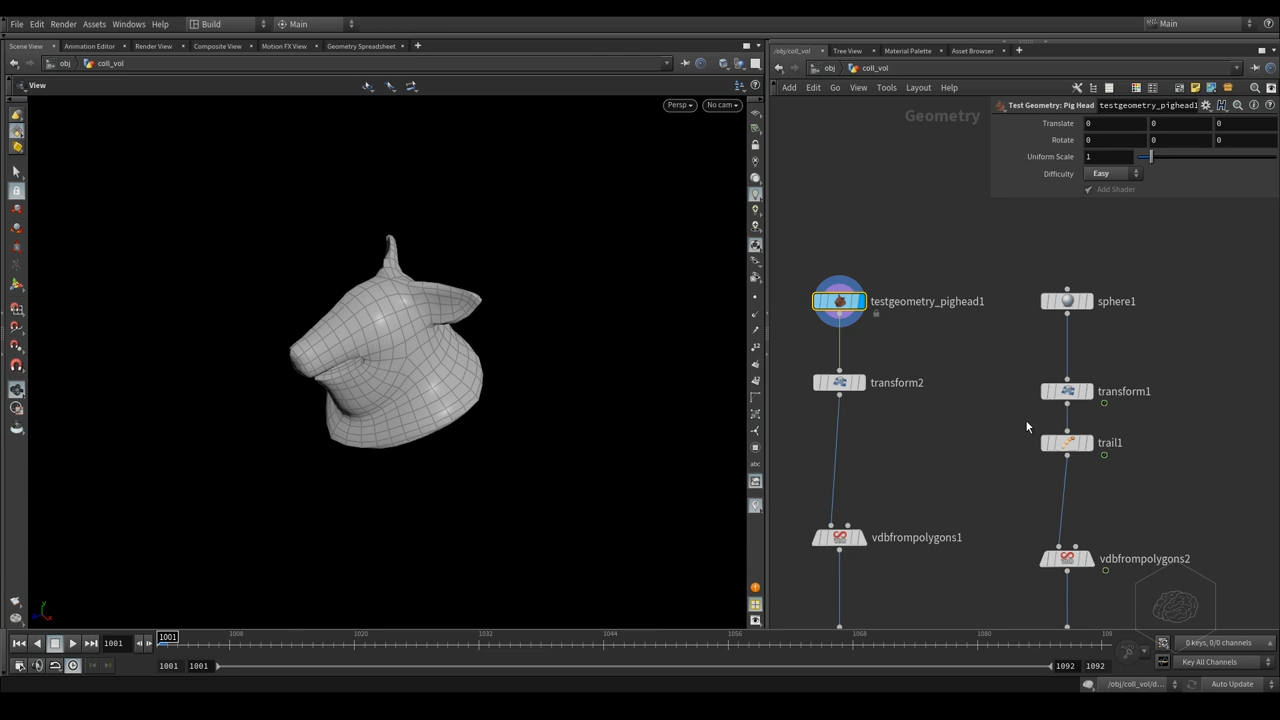 File Edit Render Assets Windows Help Build Main Main
Scene View Animation Editor Render View Composite View Motion FX View Geometry Spreadsheet
/obj/coll_vol Tree View Material Palette Asset Browser
obj coll_vol
obj coll_vol
View
Add Edit Go View Tools Layout Help
Persp No cam
Geometry
Test Geometry: Pig Head testgeometry_pighead1
Translate 0 0 0
Rotate 0 0 0
Uniform Scale 1
Difficulty Easy
Add Shader
testgeometry_pighead1
sphere1
transform2
transform1
trail1
vdbfrompolygons1
vdbfrompolygons2
abc
1001
1001 1008 1020 1032 1044 1056 1068 1080 109
0 keys, 0/0 channels
1001 1001 1092 1092
Key All Channels
/obj/coll_vol/d... Auto Update